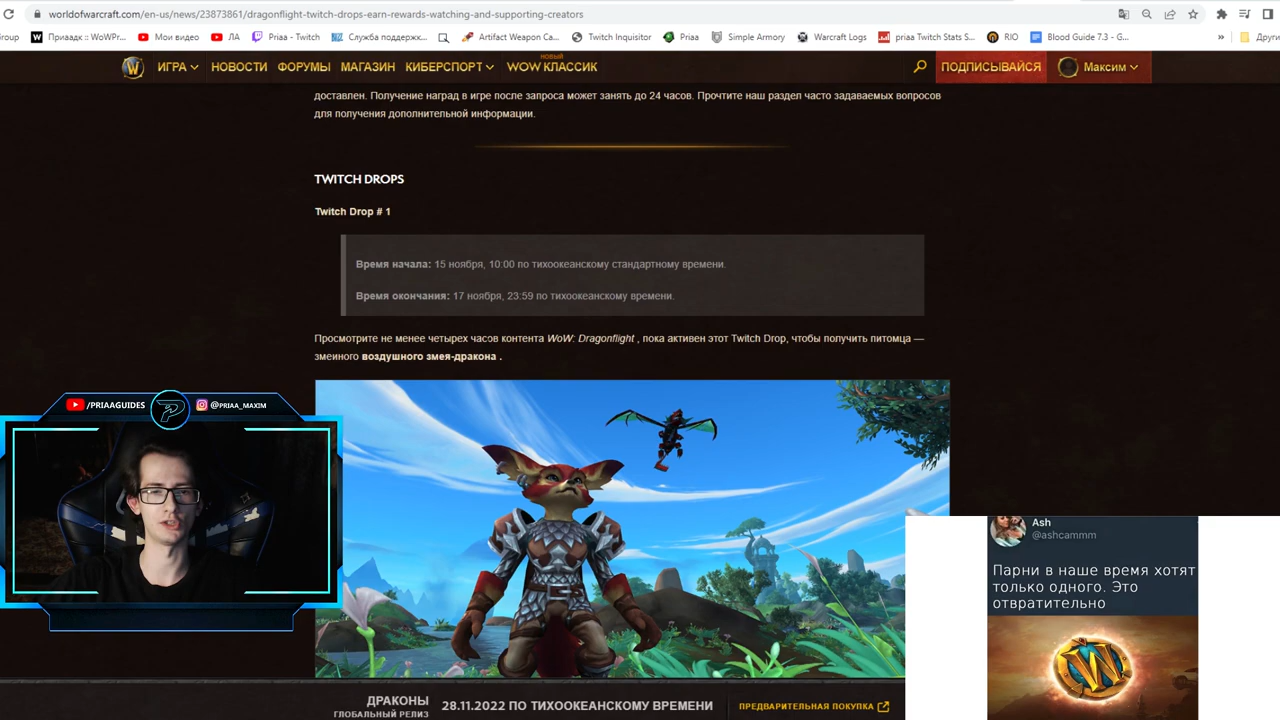 worldofwarcraft.com/en-us/news/23873861/dragonflight-twitch-drops-earn-rewards-watching-and-supporting-creators
Group Приаадк :: WoWPr... Мои видео ЛА Priaa - Twitch Служба поддержк... Artifact Weapon Ca... Twitch Inquisitor Priaa Simple Armory Warcraft Logs priaa Twitch Stats S... RIO Blood Guide 7.3 - G... » Други
ИГРА НОВОСТИ ФОРУМЫ МАГАЗИН КИБЕРСПОРТ НОВЫЙ WOW КЛАССИК ПОДПИСЫВАЙСЯ Максим
доставлен. Получение наград в игре после запроса может занять до 24 часов. Прочтите наш раздел часто задаваемых вопросов
для получения дополнительной информации.
TWITCH DROPS
Twitch Drop # 1
Время начала: 15 ноября, 10:00 по тихоокеанскому стандартному времени.
Время окончания: 17 ноября, 23:59 по тихоокеанскому времени.
Просмотрите не менее четырех часов контента WoW: Dragonflight , пока активен этот Twitch Drop, чтобы получить питомца —
змеиного воздушного змея-дракона .
/PRIAAGUIDES @PRIAA_MAXIM
Ash
@ashcammm
Парни в наше время хотят
только одного. Это
отвратительно
ДРАКОНЫ
ГЛОБАЛЬНЫЙ РЕЛИЗ
28.11.2022 ПО ТИХООКЕАНСКОМУ ВРЕМЕНИ
ПРЕДВАРИТЕЛЬНАЯ ПОКУПКА